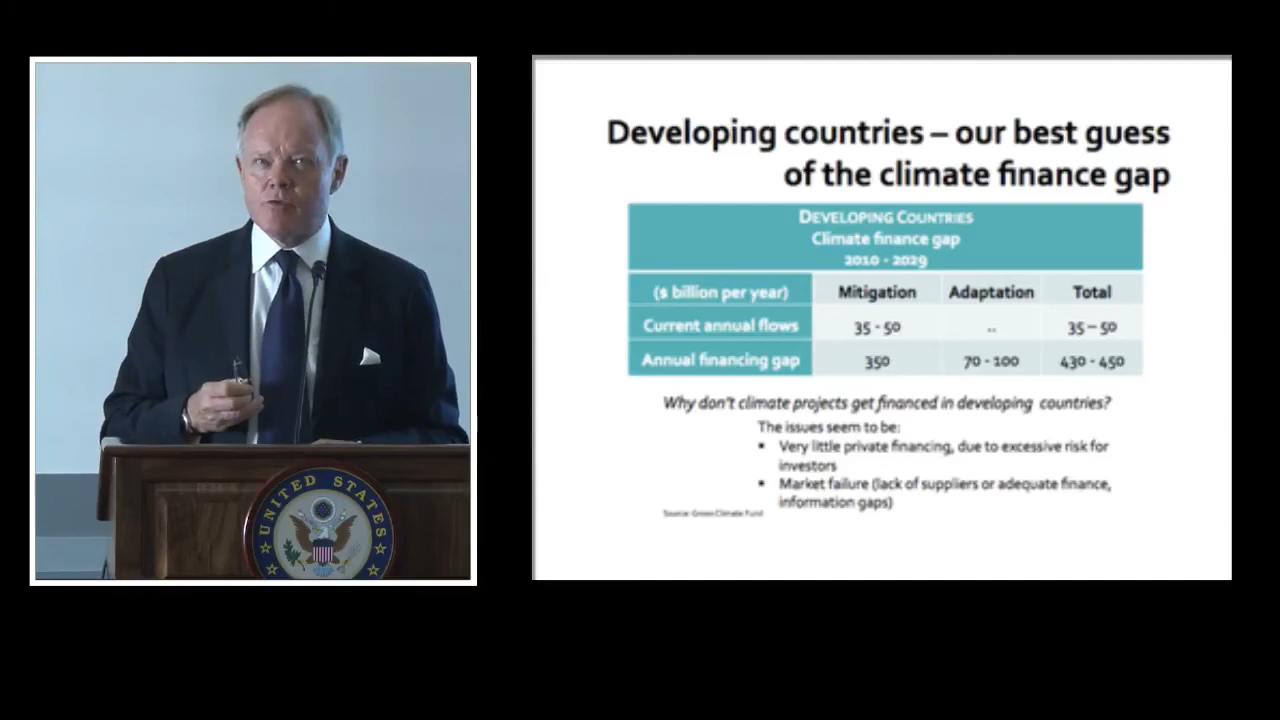 UNITED STATES
Developing countries – our best guess
of the climate finance gap
DEVELOPING COUNTRIES
Climate finance gap
2010 - 2029
($ billion per year) Mitigation Adaptation Total
Current annual flows 35 - 50 .. 35 – 50
Annual financing gap 350 70 - 100 430 - 450
Why don't climate projects get financed in developing countries?
The issues seem to be:
▪ Very little private financing, due to excessive risk for
investors
▪ Market failure (lack of suppliers or adequate finance,
information gaps)
Source: Green Climate Fund